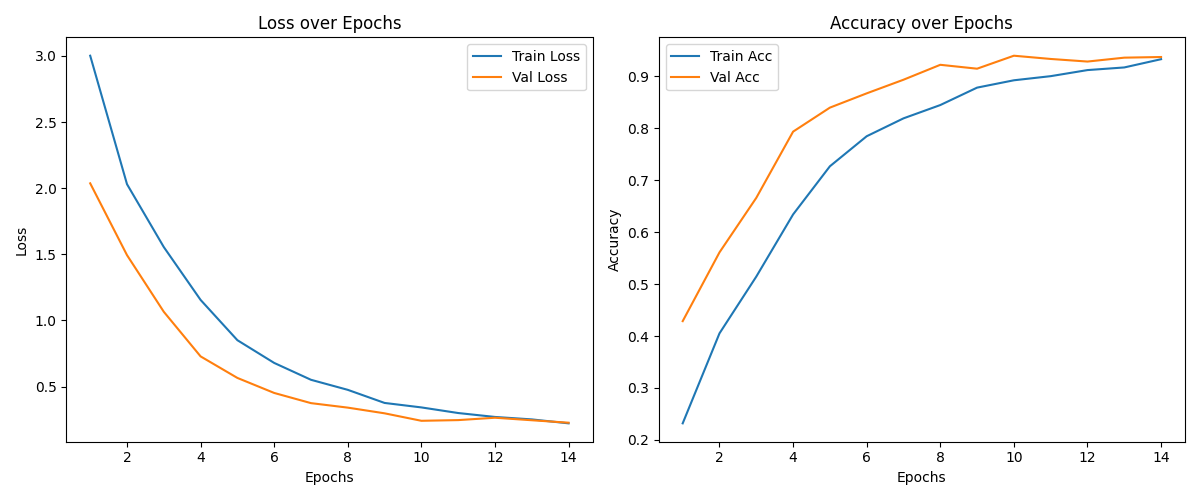 Loss over Epochs
Train Loss
Val Loss
3.0
2.5
2.0
1.5
1.0
0.5
Loss
2 4 6 8 10 12 14
Epochs
Accuracy over Epochs
Train Acc
Val Acc
0.9
0.8
0.7
0.6
0.5
0.4
0.3
0.2
Accuracy
2 4 6 8 10 12 14
Epochs